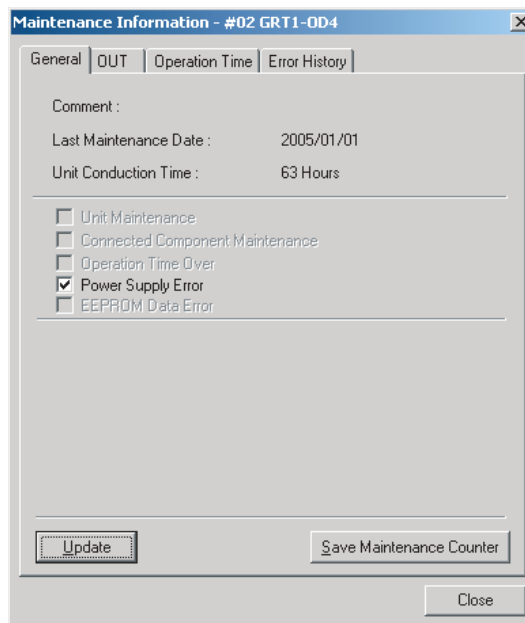 Maintenance Information - #02 GRT1-OD4
General OUT Operation Time Error History
Comment :
Last Maintenance Date : 2005/01/01
Unit Conduction Time : 63 Hours
Unit Maintenance
Connected Component Maintenance
Operation Time Over
Power Supply Error
EEPROM Data Error
Update Save Maintenance Counter
Close